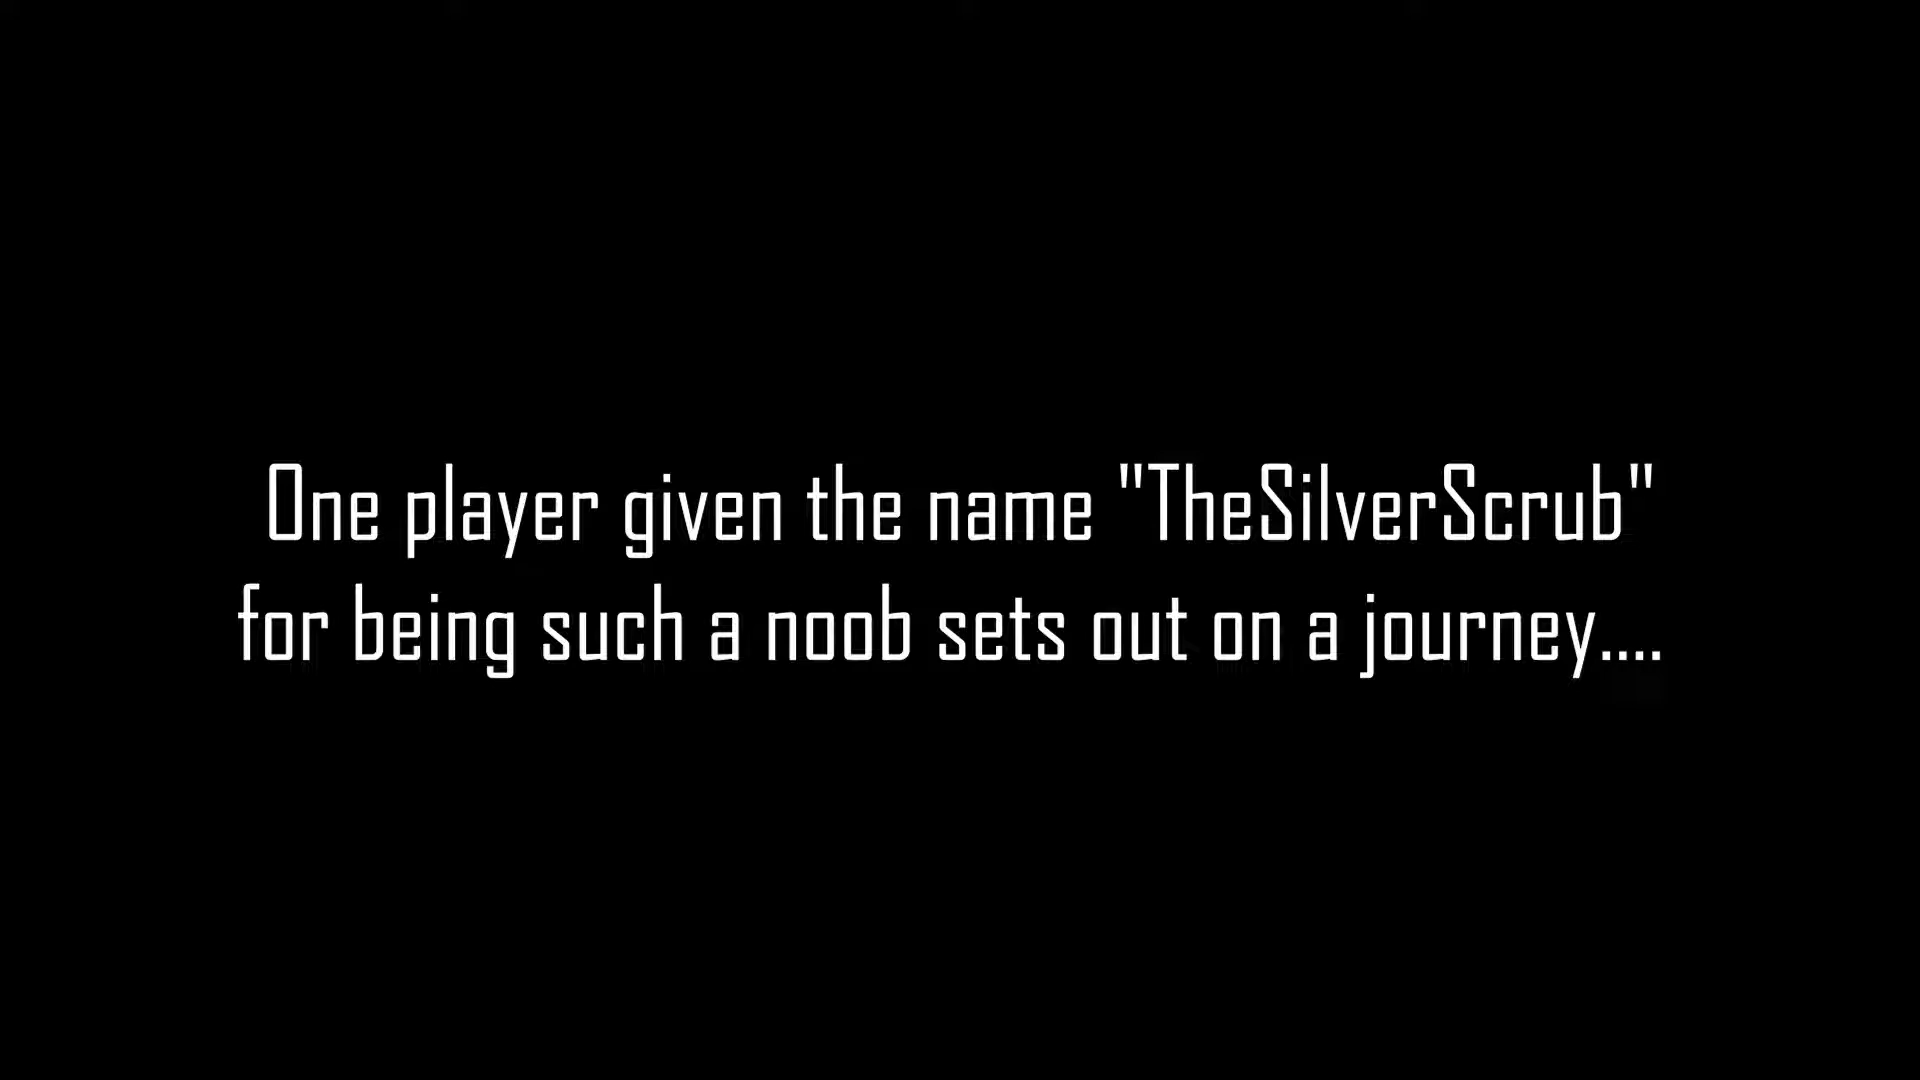 One player given the name "TheSilverScrub"
for being such a noob sets out on a journey....